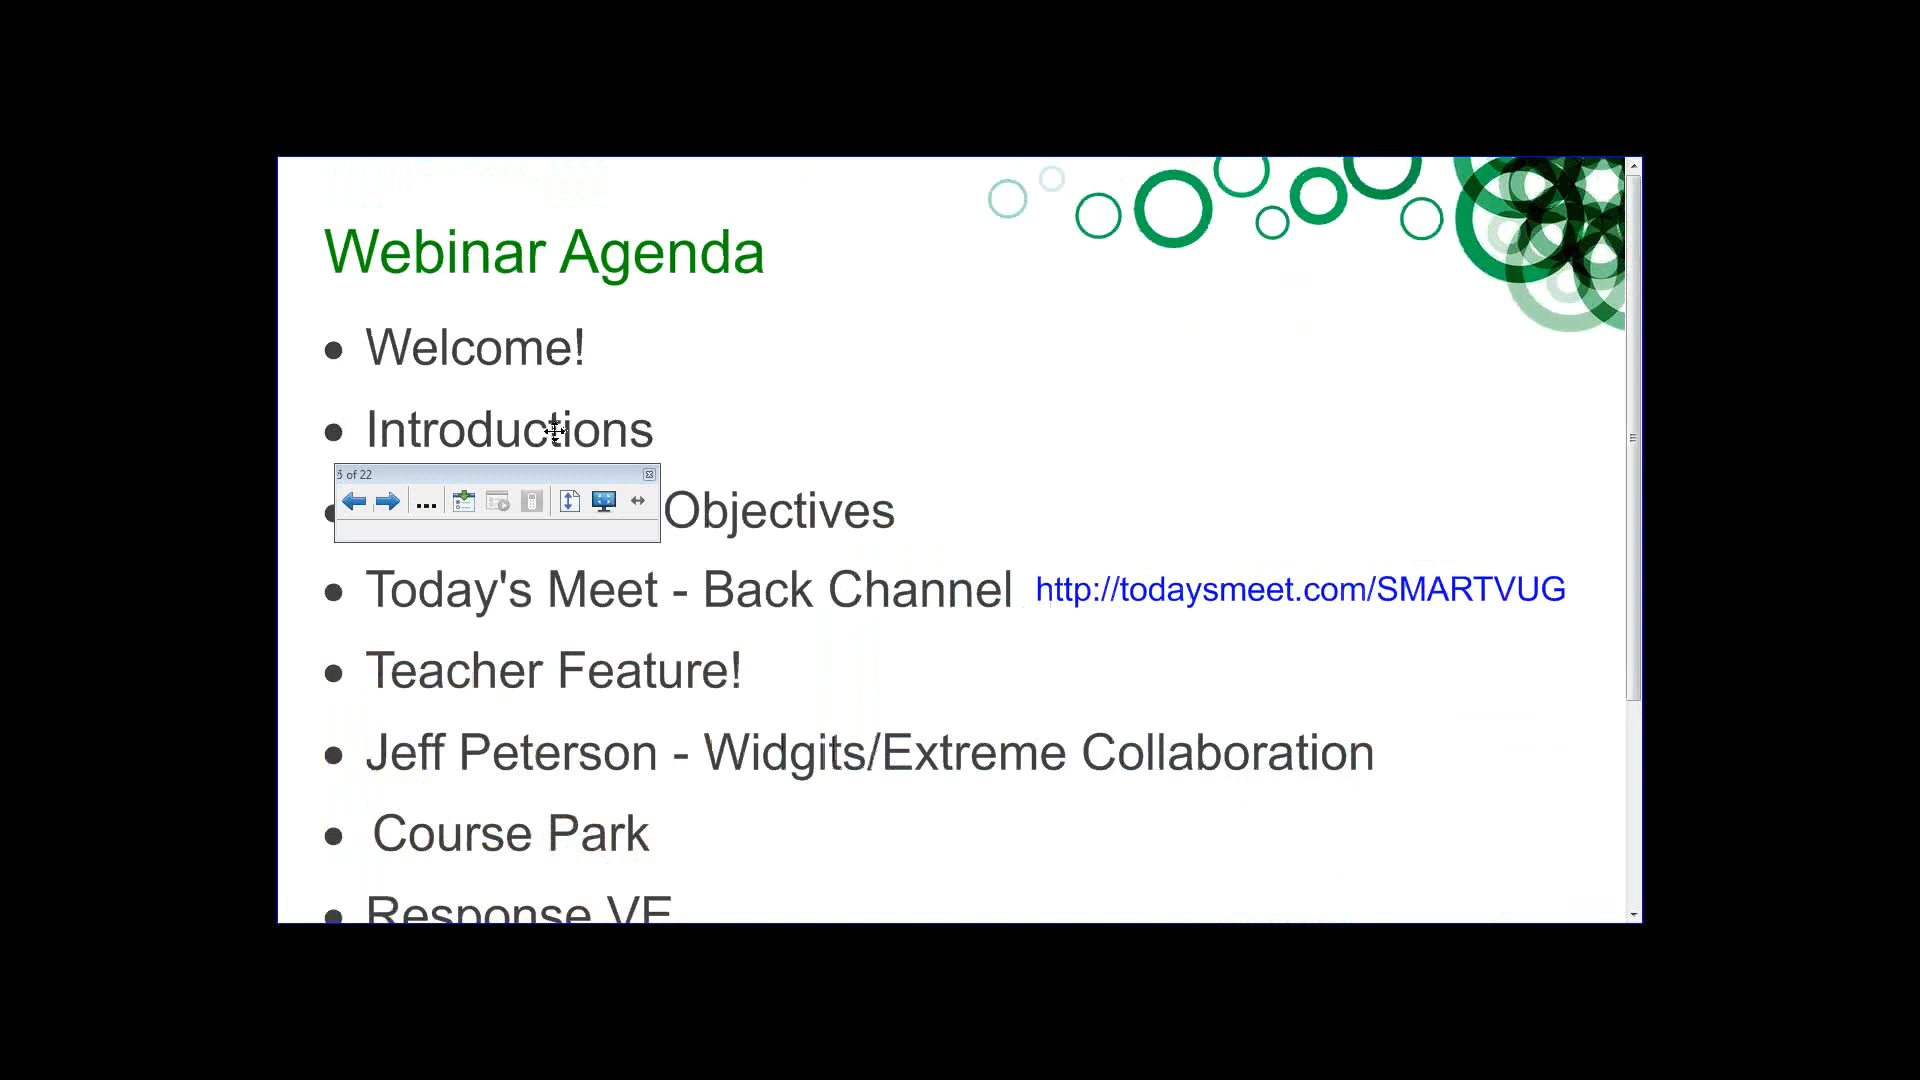 Webinar Agenda
• Welcome!
• Introductions
of 22
• Objectives
• Today's Meet - Back Channel http://todaysmeet.com/SMARTVUG
• Teacher Feature!
• Jeff Peterson - Widgits/Extreme Collaboration
• Course Park
• Response VE